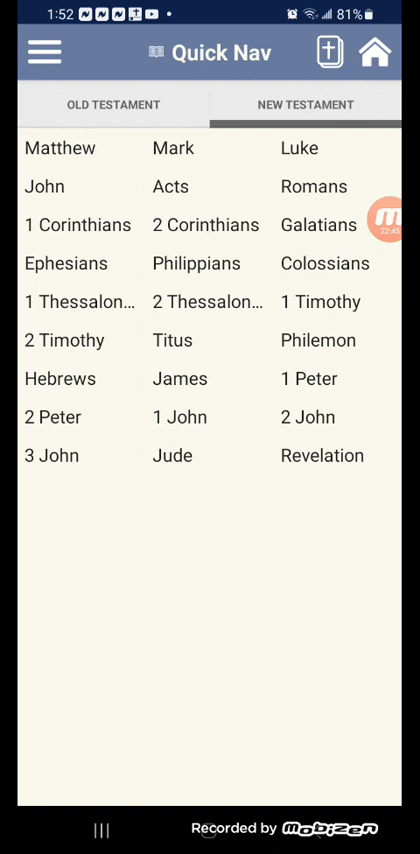 1:52 81%
Quick Nav
OLD TESTAMENT NEW TESTAMENT
Matthew Mark Luke
John Acts Romans
1 Corinthians 2 Corinthians Galatians
22:45
Ephesians Philippians Colossians
1 Thessalon... 2 Thessalon... 1 Timothy
2 Timothy Titus Philemon
Hebrews James 1 Peter
2 Peter 1 John 2 John
3 John Jude Revelation
Recorded by mobizen